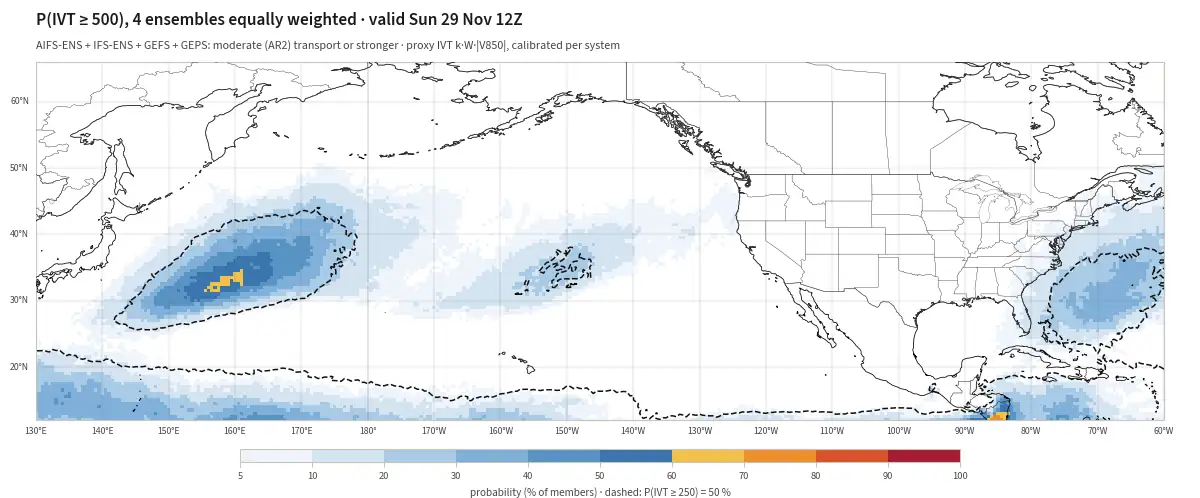 P(IVT ≥ 500), 4 ensembles equally weighted · valid Sun 29 Nov 12Z
AIFS-ENS + IFS-ENS + GEFS + GEPS: moderate (AR2) transport or stronger · proxy IVT k·W·|V850|, calibrated per system
60°N
50°N
40°N
30°N
20°N
130°E 140°E 150°E 160°E 170°E 180° 170°W 160°W 150°W 140°W 130°W 120°W 110°W 100°W 90°W 80°W 70°W 60°W
5 10 20 30 40 50 60 70 80 90 100
probability (% of members) · dashed: P(IVT ≥ 250) = 50 %